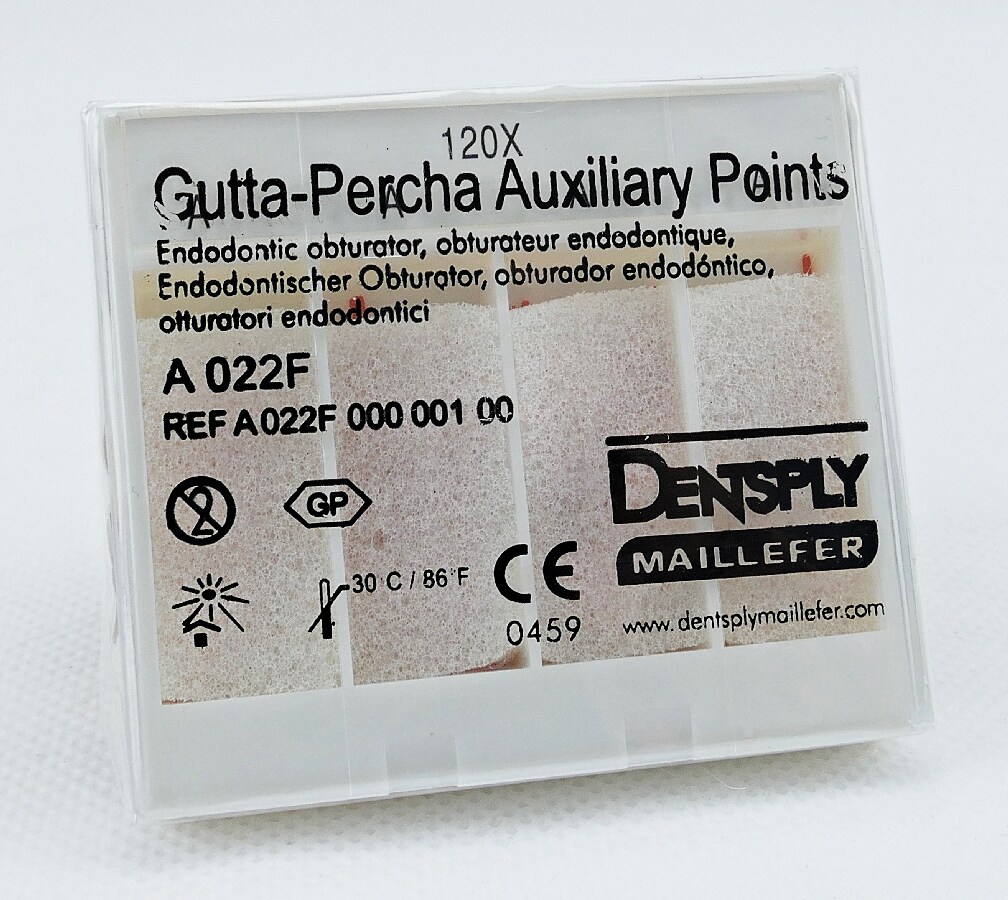 120X
Gutta-Percha Auxiliary Points
Endodontic obturator, obturateur endodontique,
Endodontischer Obturator, obturador endodóntico,
otturatori endodontici
A 022F
REF A022F 000 001 00
2
GP
30°C / 86°F
CE
0459
DENTSPLY
MAILLEFER
www.dentsplymaillefer.com